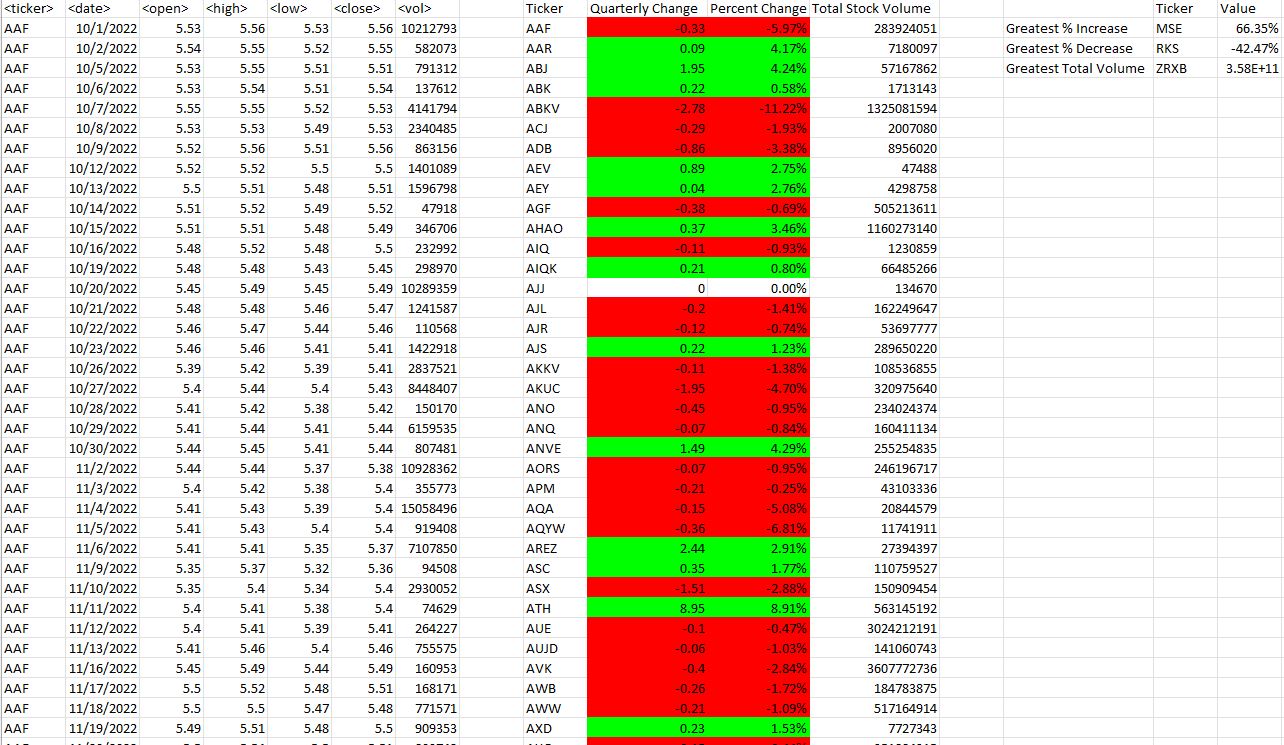 <ticker> <date> <open> <high> <low> <close> <vol> Ticker Quarterly Change Percent Change Total Stock Volume Ticker Value
AAF 10/1/2022 5.53 5.56 5.53 5.56 10212793 AAF -0.33 -5.97% 283924051 Greatest % Increase MSE 66.35%
AAF 10/2/2022 5.54 5.55 5.52 5.55 582073 AAR 0.09 4.17% 7180097 Greatest % Decrease RKS -42.47%
AAF 10/5/2022 5.53 5.55 5.51 5.51 791312 ABJ 1.95 4.24% 57167862 Greatest Total Volume ZRXB 3.58E+11
AAF 10/6/2022 5.53 5.54 5.51 5.54 137612 ABK 0.22 0.58% 1713143
AAF 10/7/2022 5.55 5.55 5.52 5.53 4141794 ABKV -2.78 -11.22% 1325081594
AAF 10/8/2022 5.53 5.53 5.49 5.53 2340485 ACJ -0.29 -1.93% 2007080
AAF 10/9/2022 5.52 5.56 5.51 5.56 863156 ADB -0.86 -3.38% 8956020
AAF 10/12/2022 5.52 5.52 5.5 5.5 1401089 AEV 0.89 2.75% 47488
AAF 10/13/2022 5.5 5.51 5.48 5.51 1596798 AEY 0.04 2.76% 4298758
AAF 10/14/2022 5.51 5.52 5.49 5.52 47918 AGF -0.38 -0.69% 505213611
AAF 10/15/2022 5.51 5.51 5.48 5.49 346706 AHAO 0.37 3.46% 1160273140
AAF 10/16/2022 5.48 5.52 5.48 5.5 232992 AIQ -0.11 -0.93% 1230859
AAF 10/19/2022 5.48 5.48 5.43 5.45 298970 AIQK 0.21 0.80% 66485266
AAF 10/20/2022 5.45 5.49 5.45 5.49 10289359 AJJ 0 0.00% 134670
AAF 10/21/2022 5.48 5.48 5.46 5.47 1241587 AJL -0.2 -1.41% 162249647
AAF 10/22/2022 5.46 5.47 5.44 5.46 110568 AJR -0.12 -0.74% 53697777
AAF 10/23/2022 5.46 5.46 5.41 5.41 1422918 AJS 0.22 1.23% 289650220
AAF 10/26/2022 5.39 5.42 5.39 5.41 2837521 AKKV -0.11 -1.38% 108536855
AAF 10/27/2022 5.4 5.44 5.4 5.43 8448407 AKUC -1.95 -4.70% 320975640
AAF 10/28/2022 5.41 5.42 5.38 5.42 150170 ANO -0.45 -0.95% 234024374
AAF 10/29/2022 5.41 5.44 5.41 5.44 6159535 ANQ -0.07 -0.84% 160411134
AAF 10/30/2022 5.44 5.45 5.41 5.44 807481 ANVE 1.49 4.29% 255254835
AAF 11/2/2022 5.44 5.44 5.37 5.38 10928362 AORS -0.07 -0.95% 246196717
AAF 11/3/2022 5.4 5.42 5.38 5.4 355773 APM -0.21 -0.25% 43103336
AAF 11/4/2022 5.41 5.43 5.39 5.4 15058496 AQA -0.15 -5.08% 20844579
AAF 11/5/2022 5.41 5.43 5.4 5.4 919408 AQYW -0.36 -6.81% 11741911
AAF 11/6/2022 5.41 5.41 5.35 5.37 7107850 AREZ 2.44 2.91% 27394397
AAF 11/9/2022 5.35 5.37 5.32 5.36 94508 ASC 0.35 1.77% 110759527
AAF 11/10/2022 5.35 5.4 5.34 5.4 2930052 ASX -1.51 -2.88% 150909454
AAF 11/11/2022 5.4 5.41 5.38 5.4 74629 ATH 8.95 8.91% 563145192
AAF 11/12/2022 5.4 5.41 5.39 5.41 264227 AUE -0.1 -0.47% 3024212191
AAF 11/13/2022 5.41 5.46 5.4 5.46 755575 AUJD -0.06 -1.03% 141060743
AAF 11/16/2022 5.45 5.49 5.44 5.49 160953 AVK -0.4 -2.84% 3607772736
AAF 11/17/2022 5.5 5.52 5.48 5.51 168171 AWB -0.26 -1.72% 184783875
AAF 11/18/2022 5.5 5.5 5.47 5.48 771571 AWW -0.21 -1.09% 517164914
AAF 11/19/2022 5.49 5.51 5.48 5.5 909353 AXD 0.23 1.53% 7727343